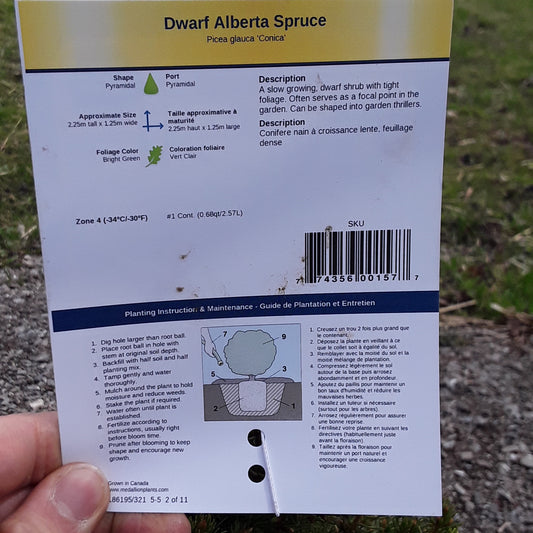 Dwarf Alberta Spruce
Picea glauca 'Conica'
Shape
Pyramidal
Port
Pyramidal
Approximate Size
2.25m tall x 1.25m wide
Taille approximative à
maturité
2.25m haut x 1.25m large
Foliage Color
Bright Green
Coloration foliaire
Vert Clair
Description
A slow growing, dwarf shrub with tight
foliage. Often serves as a focal point in the
garden. Can be shaped into garden thrillers.
Description
Conifere nain à croissance lente, feuillage
dense
Zone 4 (-34ºC/-30ºF)
#1 Cont. (0.68qt/2.57L)
SKU
7 74356 00157 7
Planting Instruction & Maintenance - Guide de Plantation et Entretien
1. Dig hole larger than root ball.
2. Place root ball in hole with
stem at original soil depth.
3. Backfill with half soil and half
planting mix.
4. Tamp gently and water
thoroughly.
5. Mulch around the plant to hold
moisture and reduce weeds.
6. Stake the plant if required.
7. Water often until plant is
established.
8. Fertilize according to
instructions, usually right
before bloom time.
9. Prune after blooming to keep
shape and encourage new
growth.
7
9
5
3
4
2
1
1. Creusez un trou 2 fois plus grand que
le contenant.
2. Déposez la plante en veillant à ce
que le collet soit à égalité du sol.
3. Remblayer avec la moitié du sol et la
moitié mélange de plantation.
4. Compressez légèrement le sol
autour de la base puis arrosez
abondamment et en profondeur.
5. Ajoutez du paillis pour maintenir un
bon taux d'humidité et réduire les
mauvaises herbes.
6. Installez un tuteur si nécessaire
(surtout pour les arbres).
7. Arrosez régulièrement pour assurer
une bonne reprise.
8. Fertilisez votre plante en suivant les
directives (habituellement juste
avant la floraison).
9. Taillez après la floraison pour
maintenir un port naturel et
encourager une croissance
vigoureuse.
Grown in Canada
www.medallionplants.com
L86195/321 5-5 2 of 11